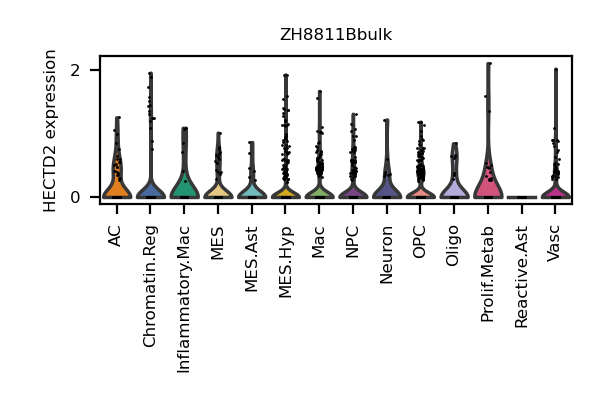 ZH8811Bbulk
HECTD2 expression
2
0
AC
Chromatin.Reg
Inflammatory.Mac
MES
MES.Ast
MES.Hyp
Mac
NPC
Neuron
OPC
Oligo
Prolif.Metab
Reactive.Ast
Vasc